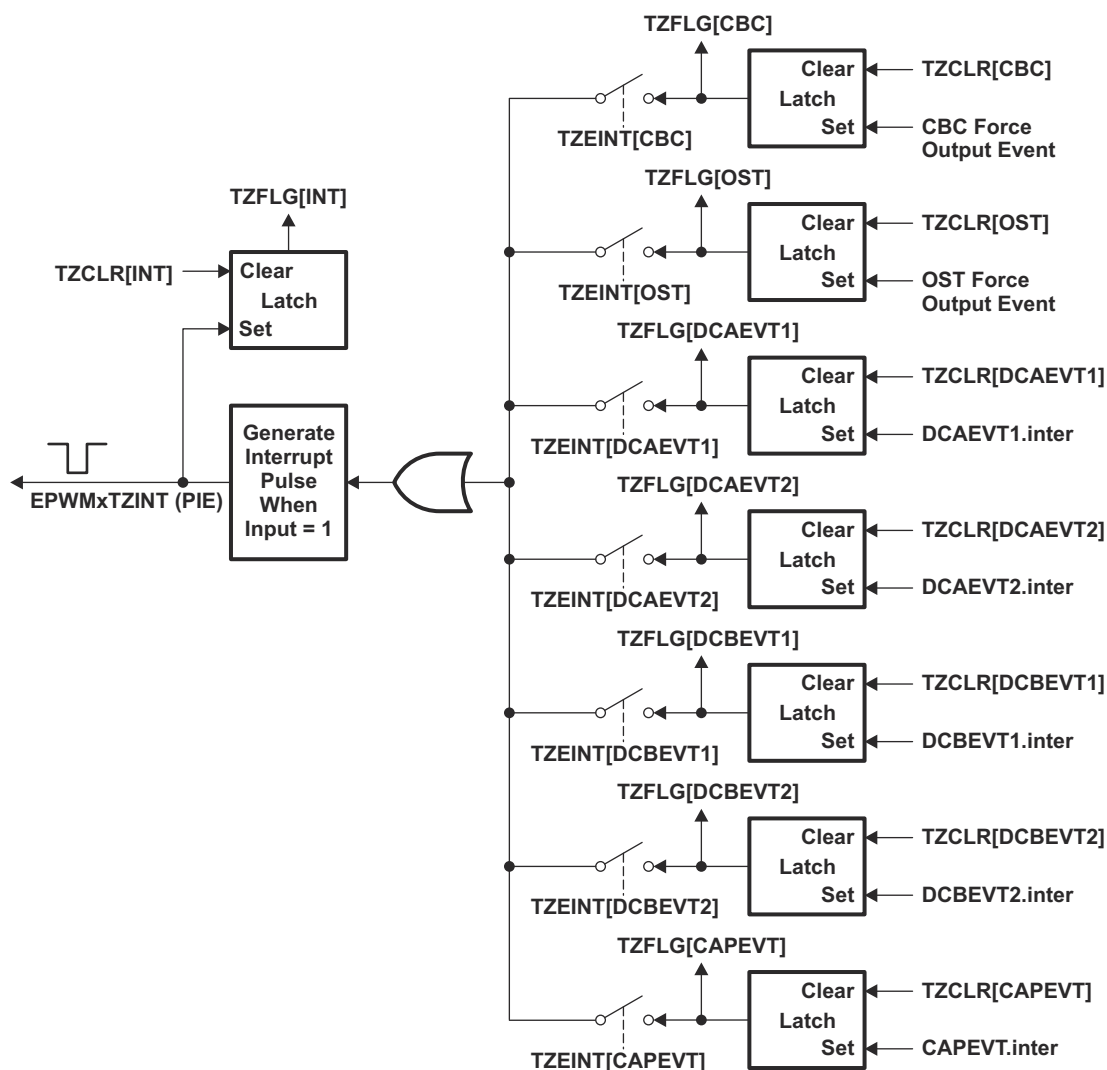 TZFLG[CBC]
Clear
Latch
Set
TZCLR[CBC]
CBC Force
Output Event
TZEINT[CBC]
TZFLG[OST]
Clear
Latch
Set
TZCLR[OST]
OST Force
Output Event
TZEINT[OST]
TZFLG[INT]
TZCLR[INT]
Clear
Latch
Set
TZFLG[DCAEVT1]
Clear
Latch
Set
TZCLR[DCAEVT1]
DCAEVT1.inter
TZEINT[DCAEVT1]
Generate
Interrupt
Pulse
When
Input = 1
EPWMxTZINT (PIE)
TZFLG[DCAEVT2]
Clear
Latch
Set
TZCLR[DCAEVT2]
DCAEVT2.inter
TZEINT[DCAEVT2]
TZFLG[DCBEVT1]
Clear
Latch
Set
TZCLR[DCBEVT1]
DCBEVT1.inter
TZEINT[DCBEVT1]
TZFLG[DCBEVT2]
Clear
Latch
Set
TZCLR[DCBEVT2]
DCBEVT2.inter
TZEINT[DCBEVT2]
TZFLG[CAPEVT]
Clear
Latch
Set
TZCLR[CAPEVT]
CAPEVT.inter
TZEINT[CAPEVT]